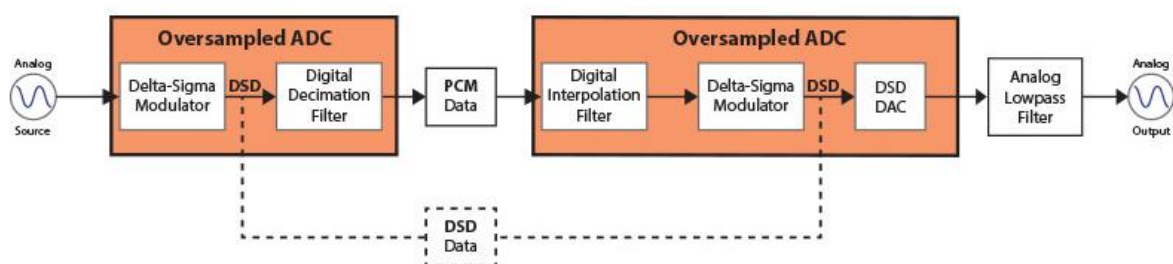 Oversampled ADC
Oversampled ADC
Analog
Source
Delta-Sigma
Modulator
DSD
Digital
Decimation
Filter
PCM
Data
Digital
Interpolation
Filter
Delta-Sigma
Modulator
DSD
DSD
DAC
Analog
Lowpass
Filter
Analog
Output
DSD
Data